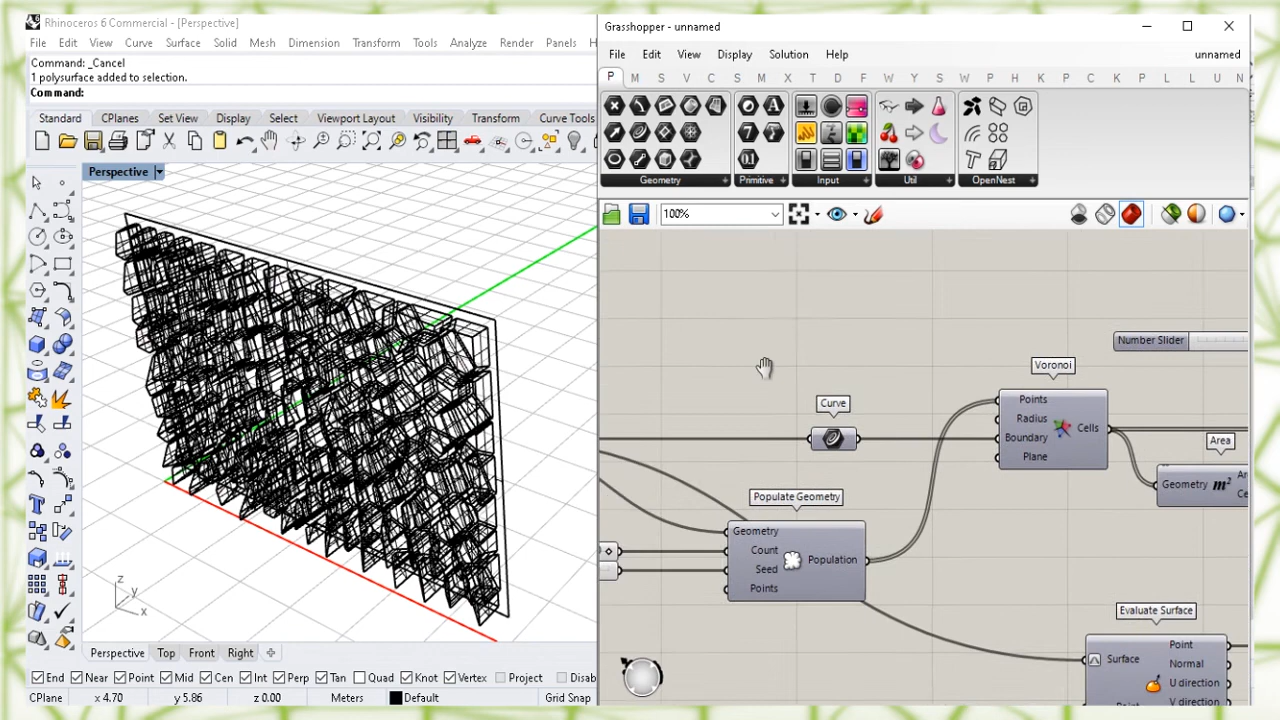 Rhinoceros 6 Commercial - [Perspective]
File Edit View Curve Surface Solid Mesh Dimension Transform Tools Analyze Render Panels H
Command: _Cancel
1 polysurface added to selection.
Command:
Standard CPlanes Set View Display Select Viewport Layout Visibility Transform Curve Tools
Perspective
z
y
x
Perspective Top Front Right
End Near Point Mid Cen Int Perp Tan Quad Knot Vertex Project Disab
CPlane x 4.70 y 5.86 z 0.00 Meters Default Grid Snap
Grasshopper - unnamed
File Edit View Display Solution Help unnamed
P M S V C S M X T D F W Y S W P K P C X P L L U N
Geometry Primitive Input Util OpenNest
100%
Number Slider
Voronoi
Points
Radius
Boundary
Plane
Cells
Curve
Area
Geometry m² Ar
Ce
Populate Geometry
Geometry
Count
Seed
Points
Population
Evaluate Surface
Surface
Point
Normal
U direction
V direction